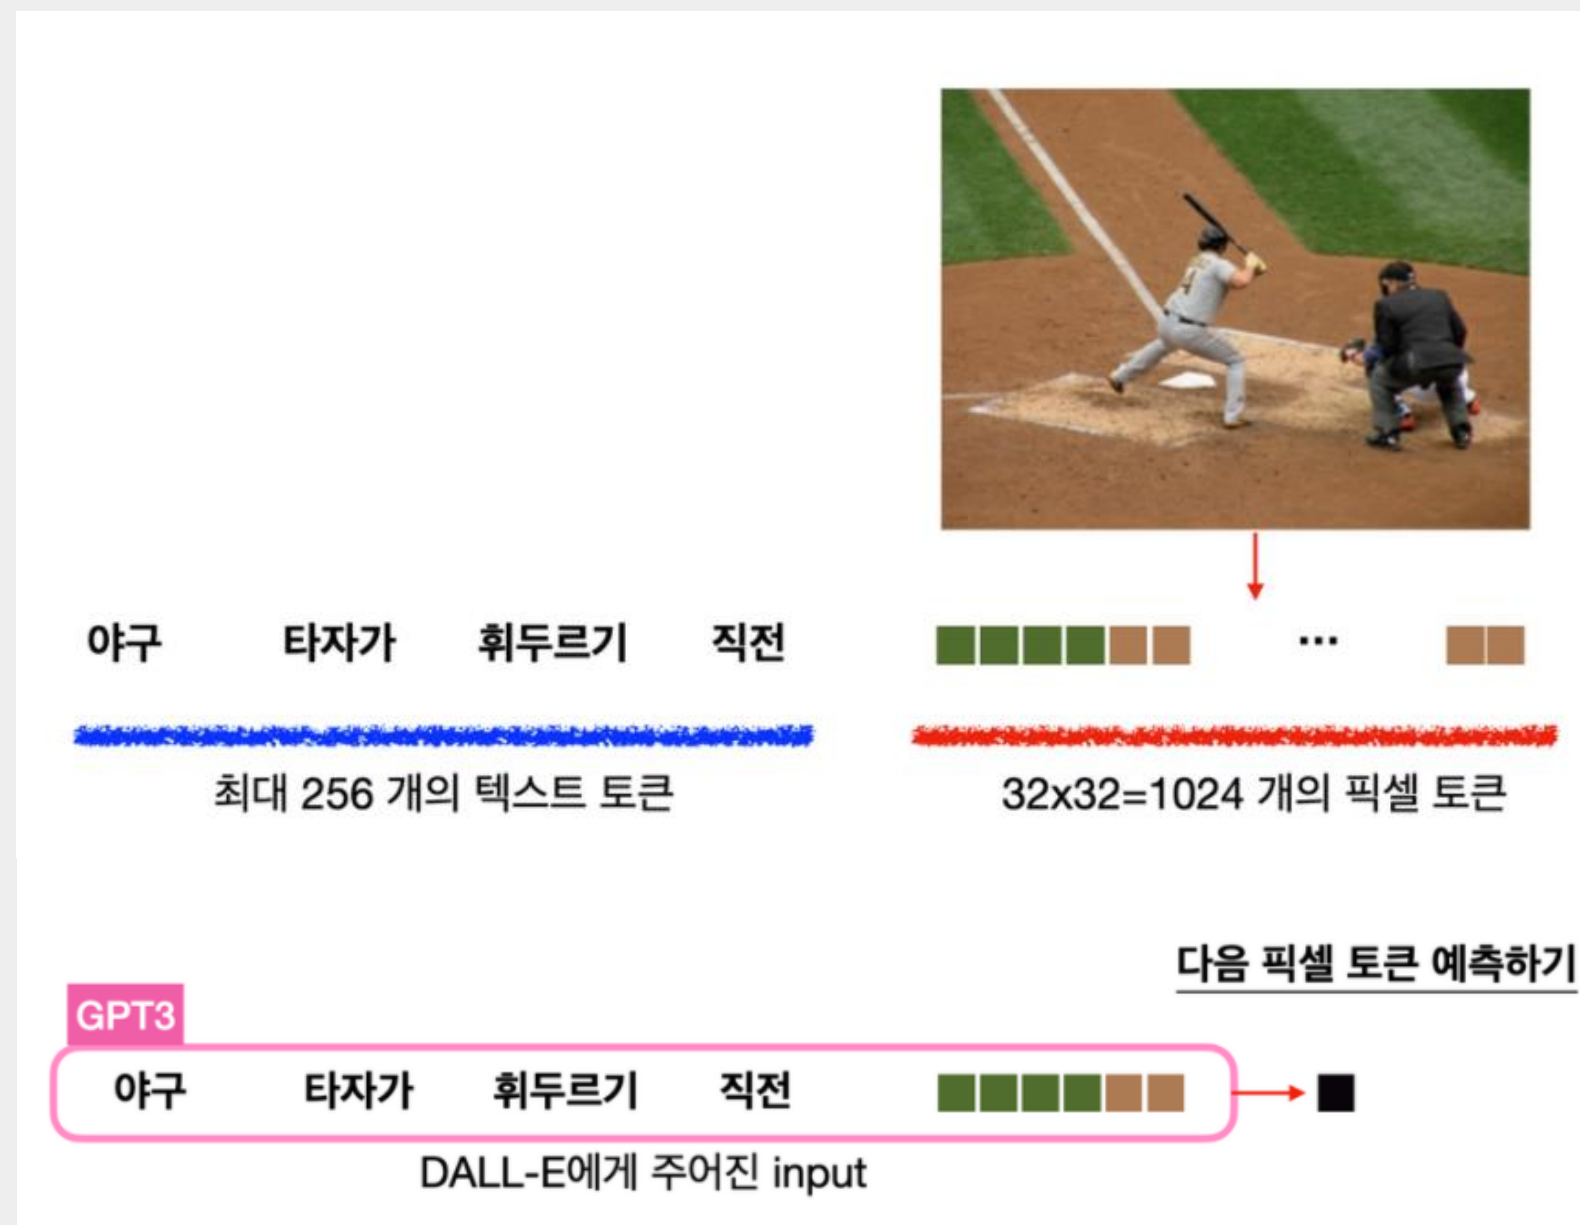 야구 타자가 휘두르기 직전 ...
최대 256 개의 텍스트 토큰
32x32=1024 개의 픽셀 토큰
다음 픽셀 토큰 예측하기
GPT3
야구 타자가 휘두르기 직전
DALL-E에게 주어진 input